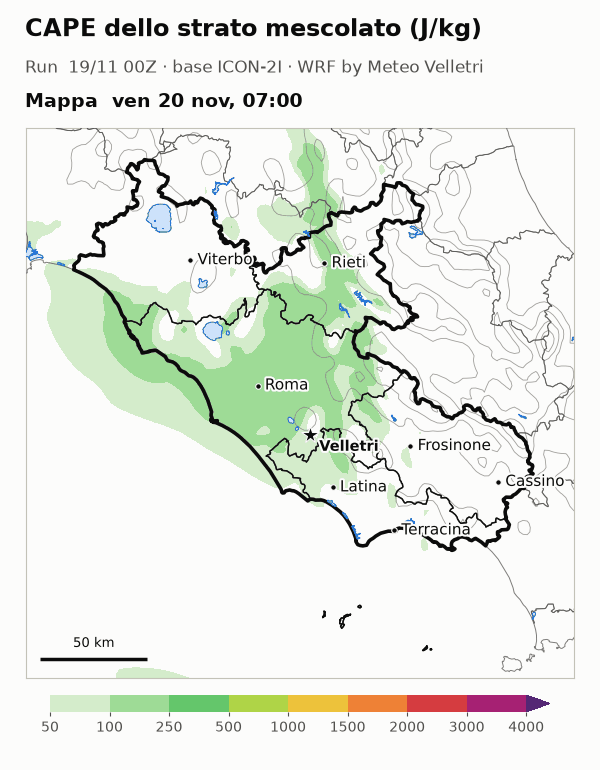 CAPE dello strato mescolato (J/kg)
Run  19/11 00Z · base ICON-2I · WRF by Meteo Velletri
Mappa  ven 20 nov, 07:00
Viterbo
Rieti
Roma
Velletri
Frosinone
Latina
Cassino
Terracina
50 km
50 100 250 500 1000 1500 2000 3000 4000